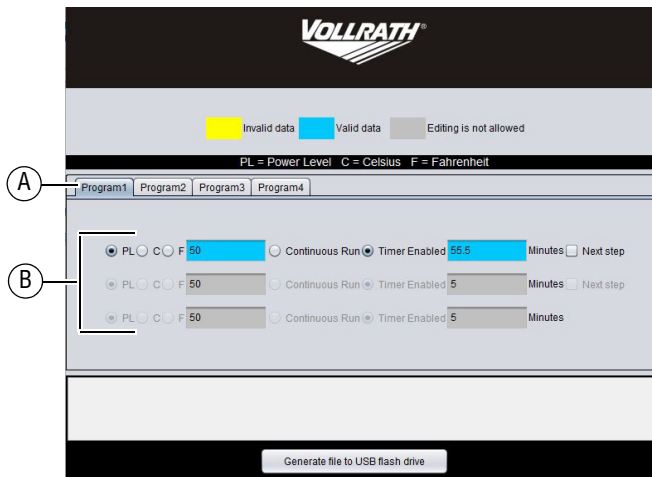 VOLLRATH®
Invalid data Valid data Editing is not allowed
PL = Power Level C = Celsius F = Fahrenheit
A
Program1 Program2 Program3 Program4
PL C F 50 Continuous Run Timer Enabled 55.5 Minutes Next step
B
PL C F 50 Continuous Run Timer Enabled 5 Minutes Next step
PL C F 50 Continuous Run Timer Enabled 5 Minutes
Generate file to USB flash drive